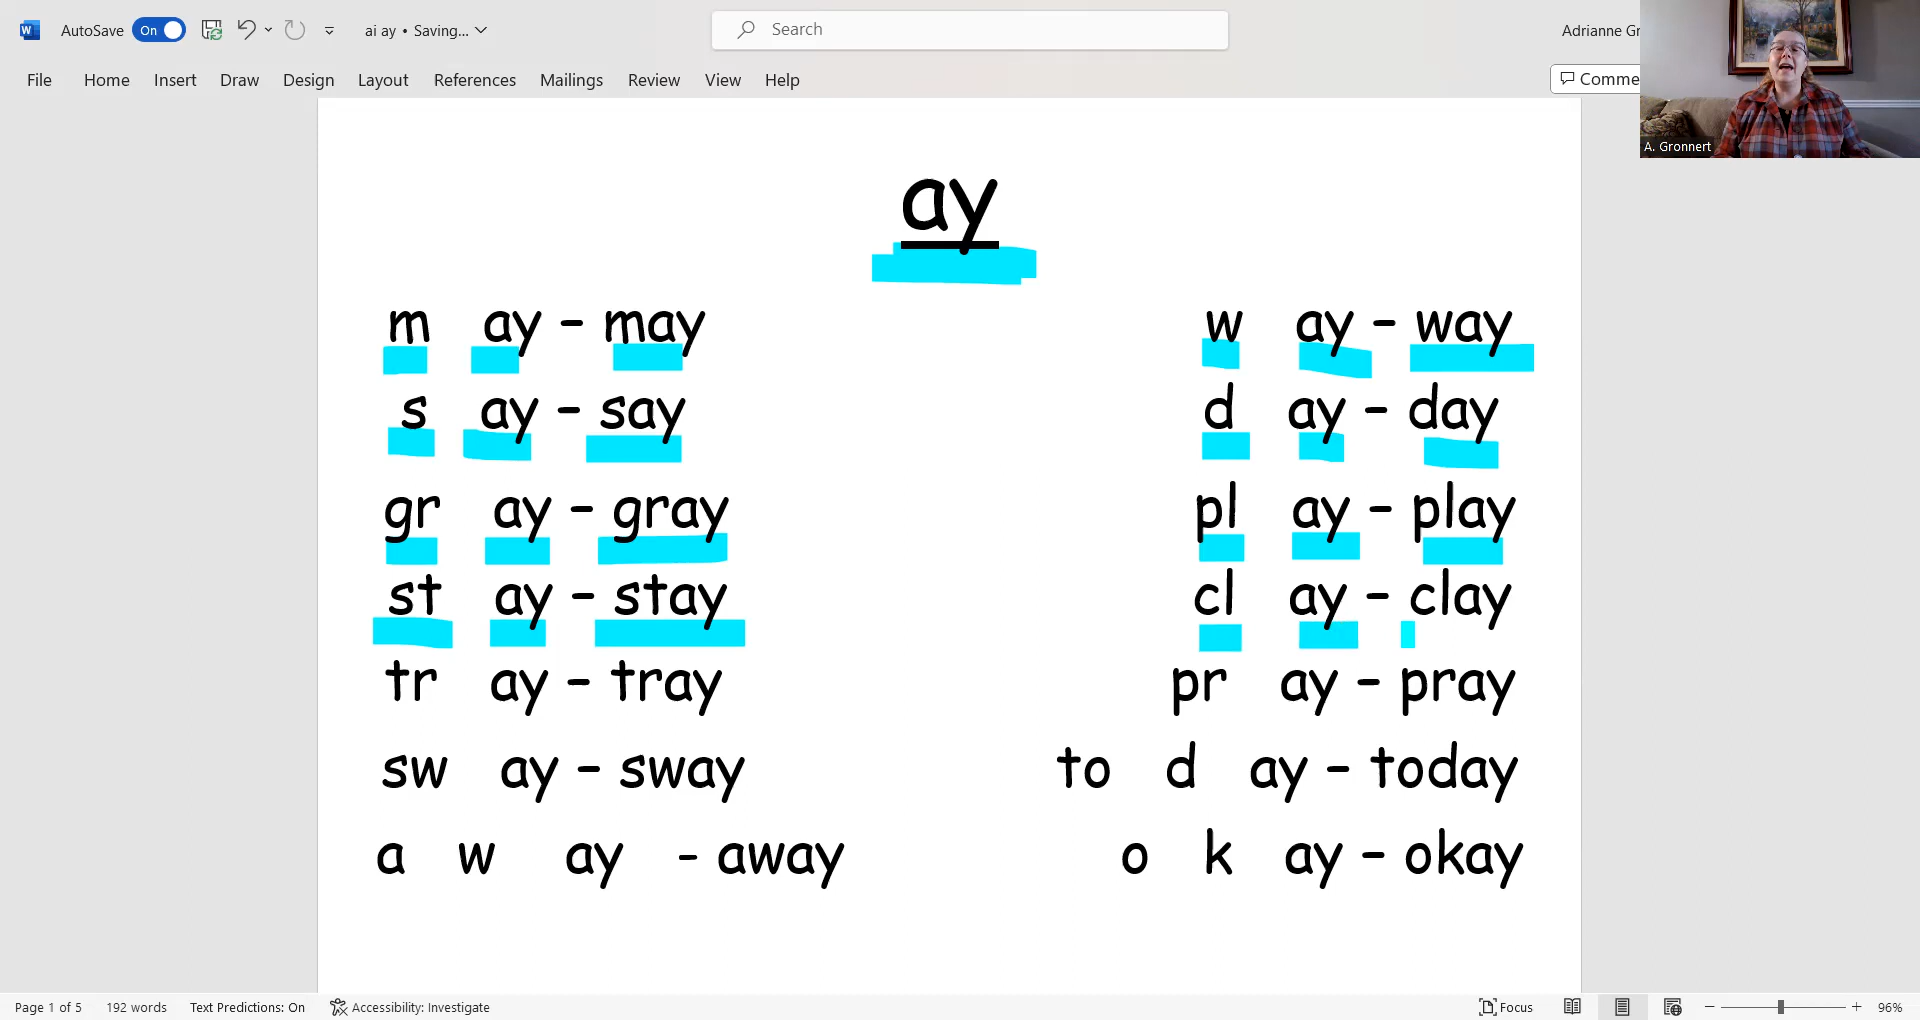 AutoSave On ai ay • Saving... Search Adrianne Gr
File Home Insert Draw Design Layout References Mailings Review View Help Comme
A. Gronnert
ay
m ay – may w ay – way
s ay – say d ay – day
gr ay – gray pl ay – play
st ay – stay cl ay – clay
tr ay – tray pr ay – pray
sw ay – sway to d ay – today
a w ay - away o k ay – okay
Page 1 of 5 192 words Text Predictions: On Accessibility: Investigate Focus 96%